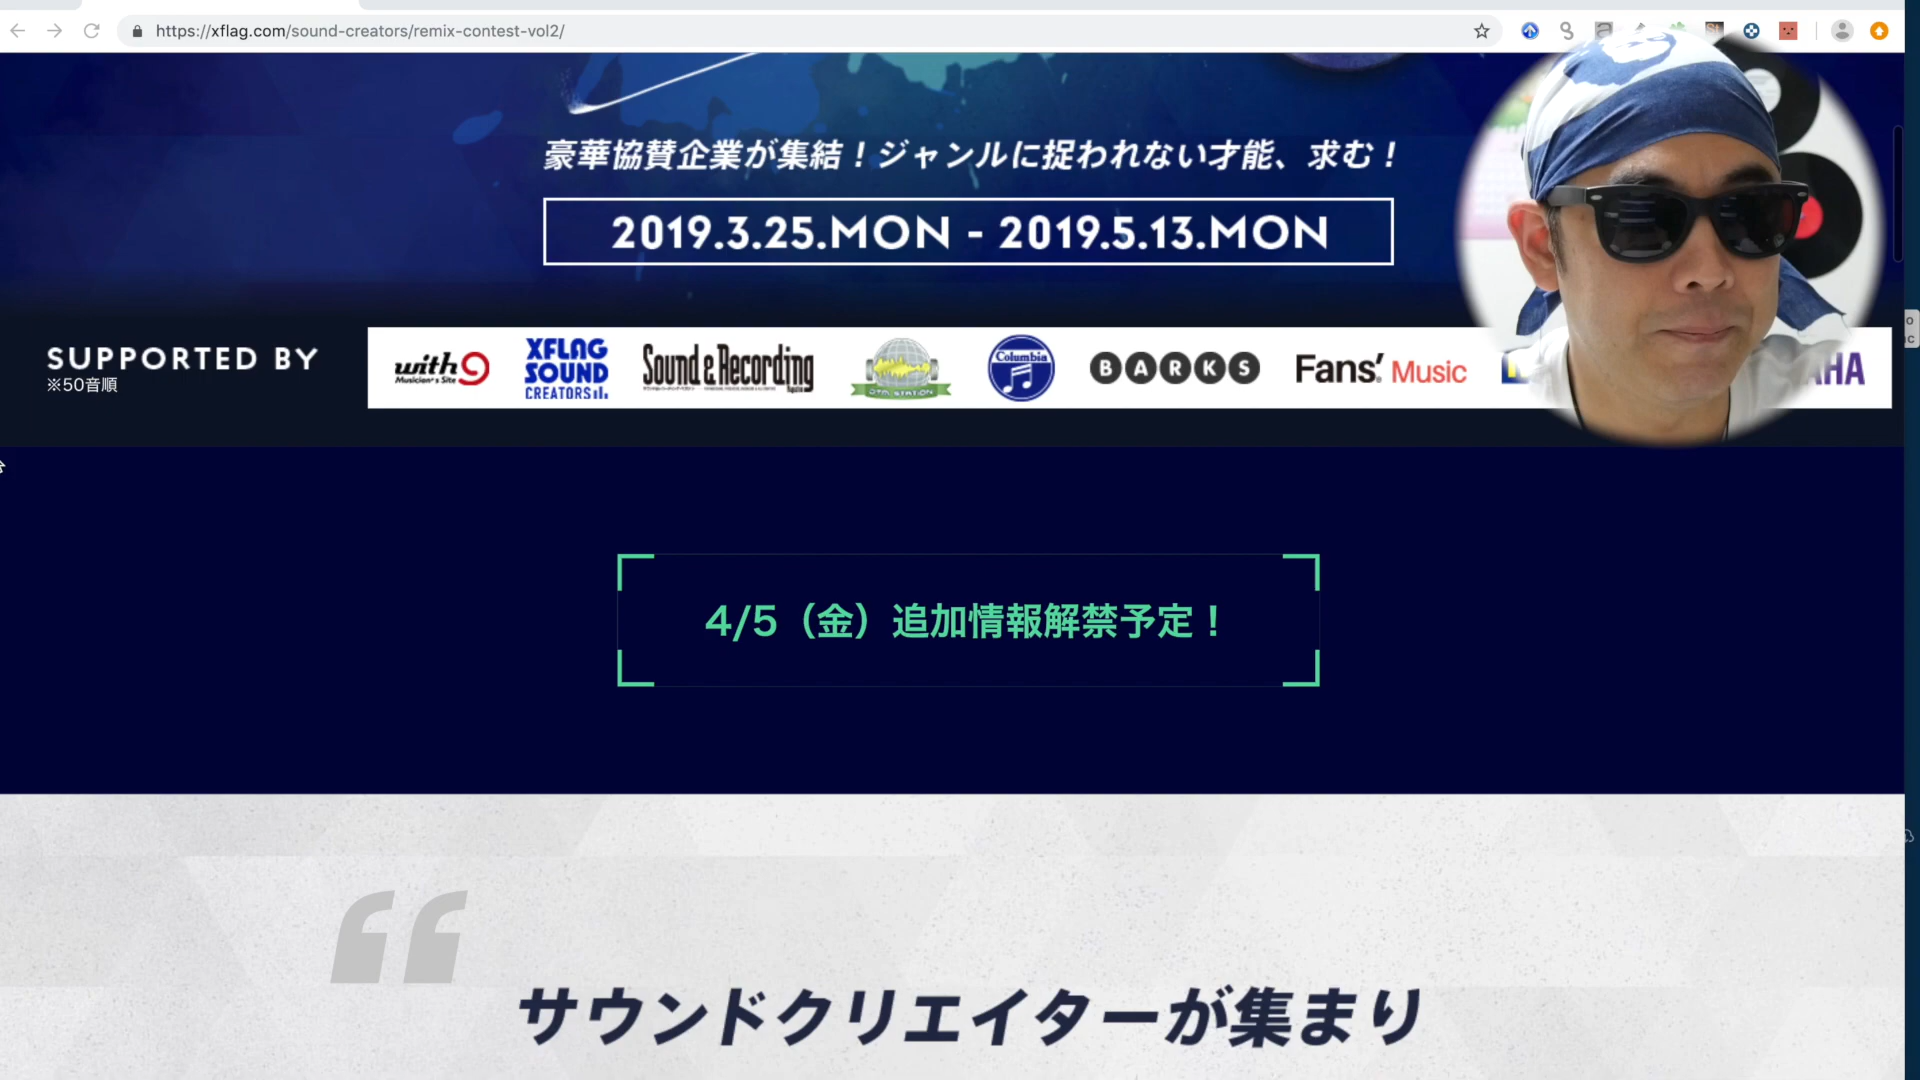 https://xflag.com/sound-creators/remix-contest-vol2/
豪華協賛企業が集結！ジャンルに捉われない才能、求む！
2019.3.25.MON - 2019.5.13.MON
SUPPORTED BY
※50音順
with9
Musician's Site
XFLAG
SOUND
CREATORS
Sound & Recording
DTM STATION
Columbia
BARKS
Fans' Music
AHA
4/5（金）追加情報解禁予定！
“
サウンドクリエイターが集まり